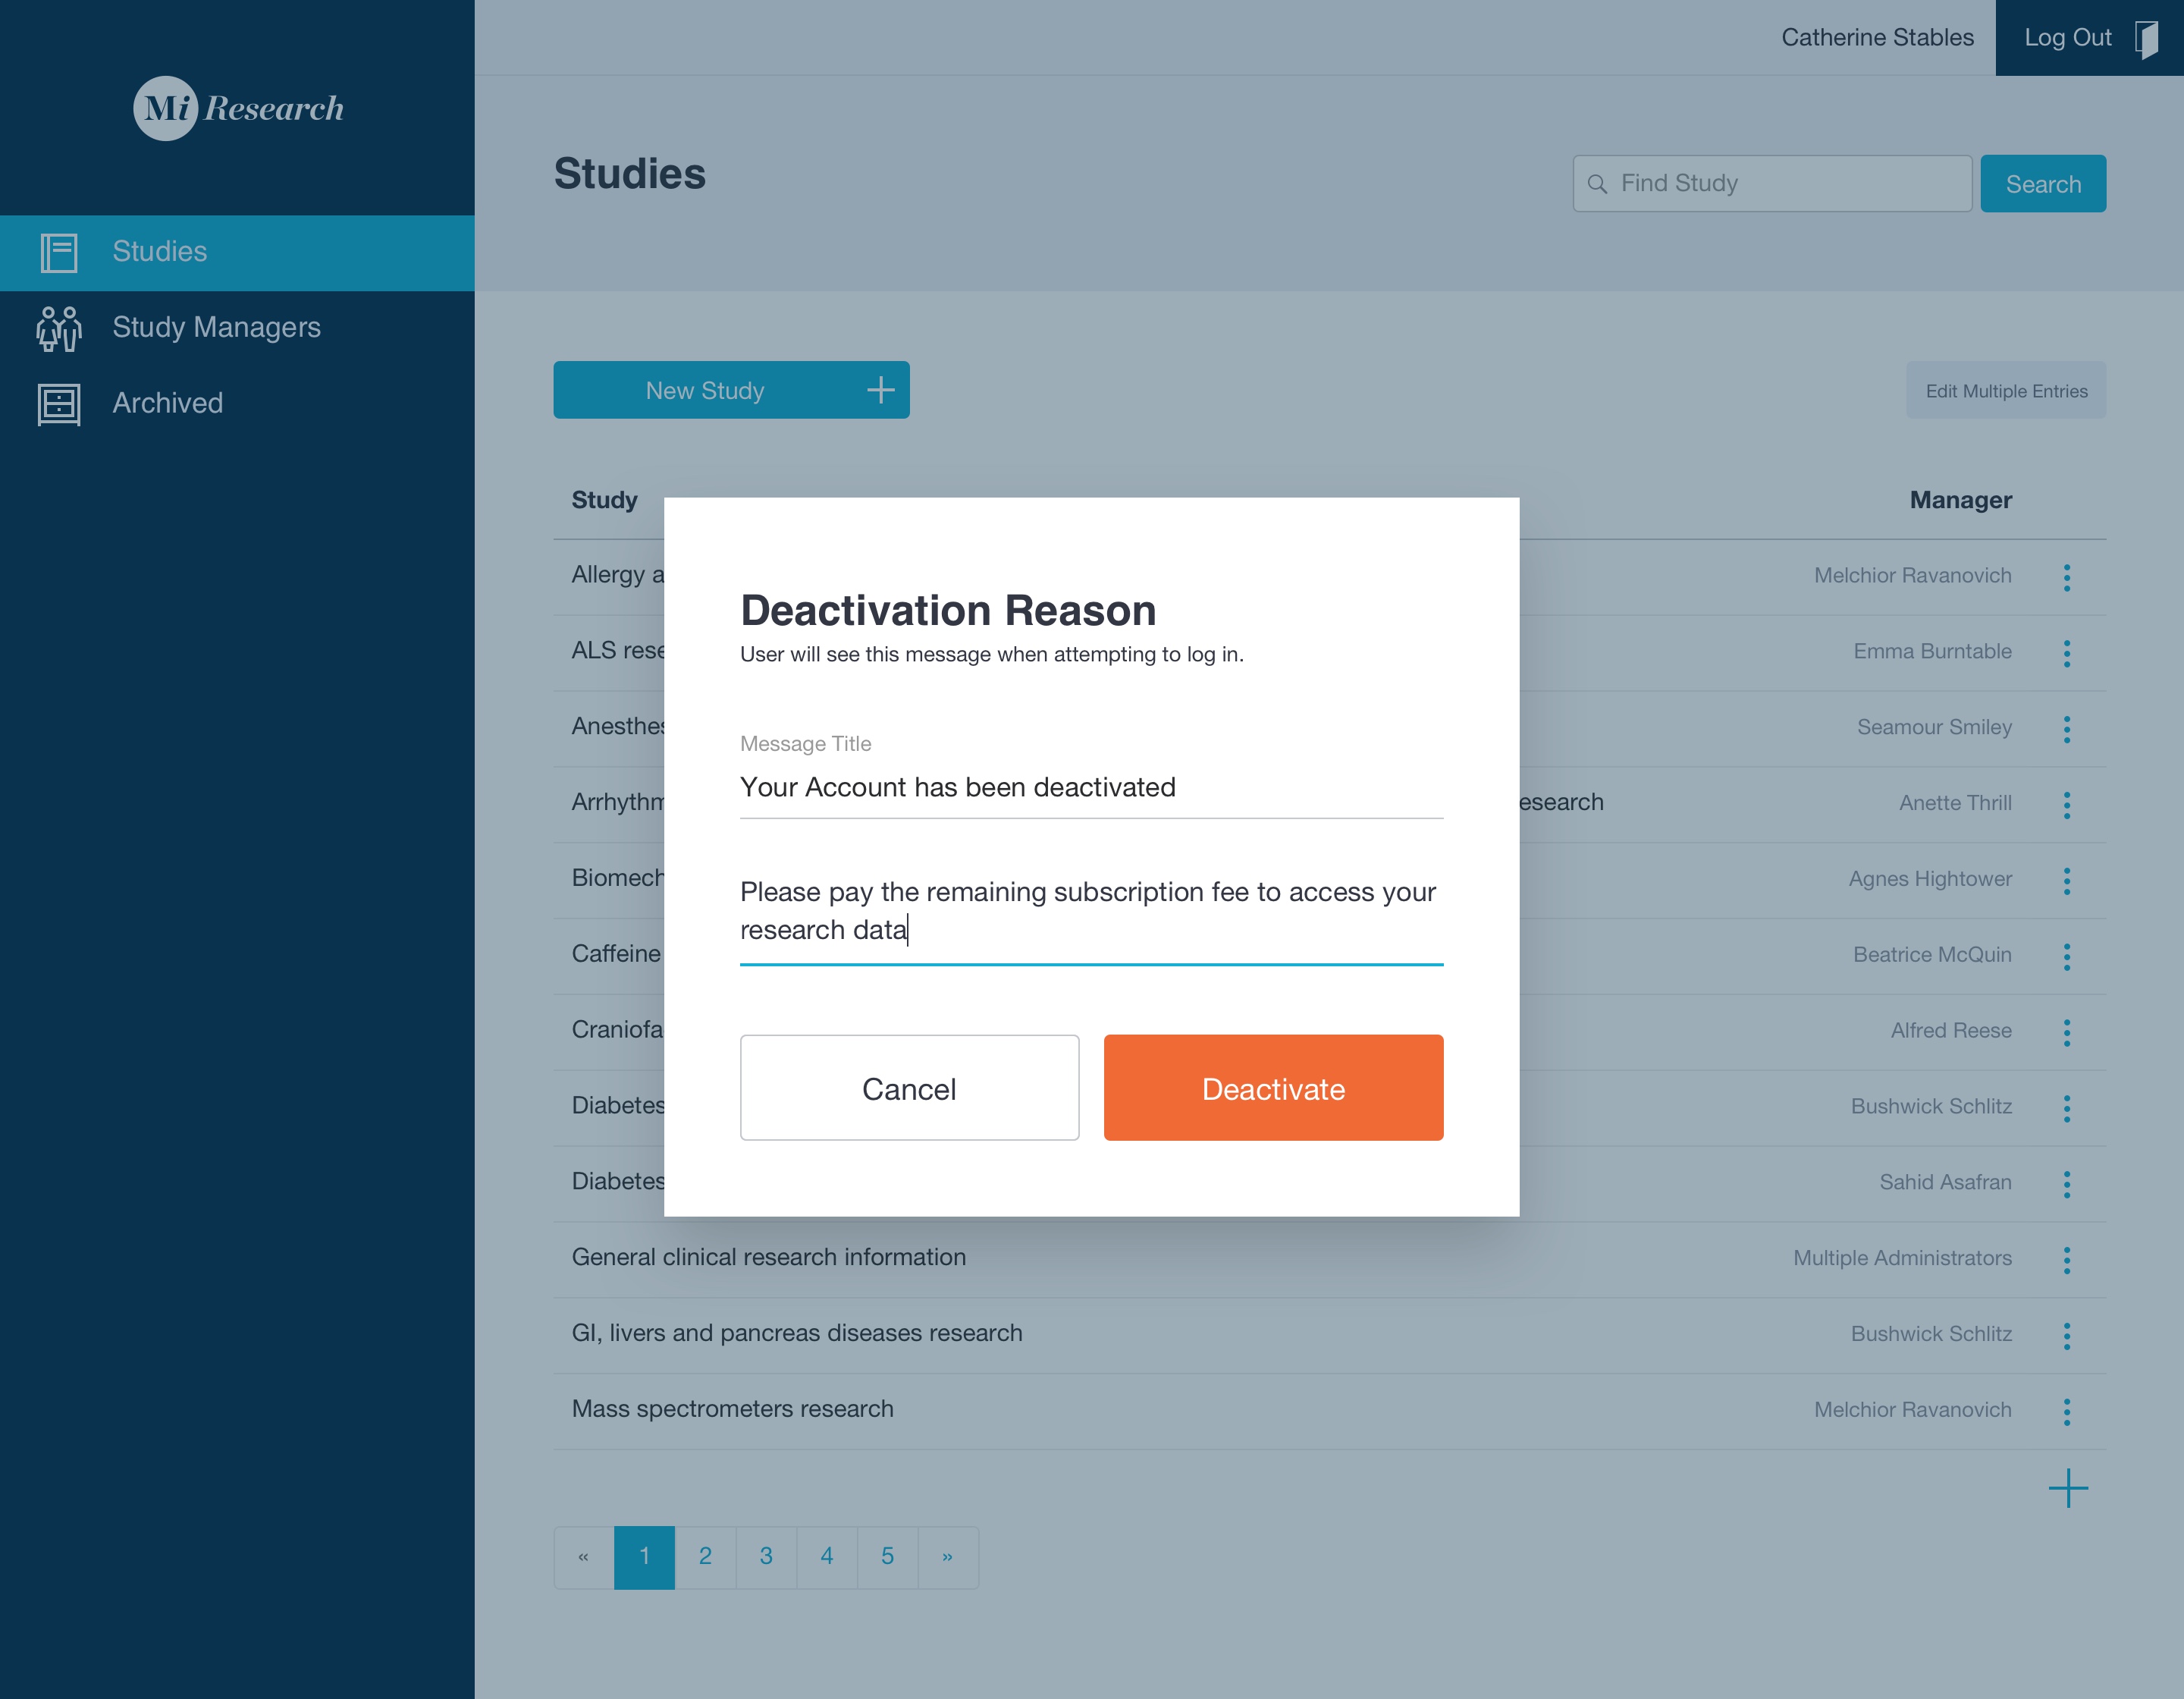 Mi Research
Catherine Stables
Log Out
Studies
Find Study
Search
Studies
Study Managers
Archived
New Study
Edit Multiple Entries
Study
Manager
Allergy a
Melchior Ravanovich
ALS rese
Emma Burntable
Anesthes
Seamour Smiley
Arrhythm
esearch
Anette Thrill
Biomech
Agnes Hightower
Caffeine
Beatrice McQuin
Craniofa
Alfred Reese
Diabetes
Bushwick Schlitz
Diabetes
Sahid Asafran
General clinical research information
Multiple Administrators
GI, livers and pancreas diseases research
Bushwick Schlitz
Mass spectrometers research
Melchior Ravanovich
« 1 2 3 4 5 »
Deactivation Reason
User will see this message when attempting to log in.
Message Title
Your Account has been deactivated
Please pay the remaining subscription fee to access your
research data
Cancel
Deactivate